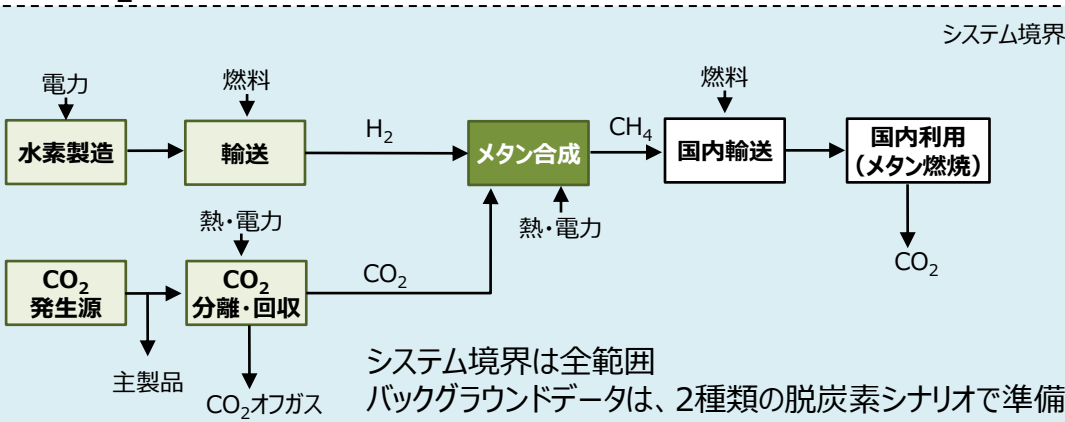 システム境界
電力
燃料
燃料
水素製造
輸送
H2
メタン合成
CH4
国内輸送
国内利用
(メタン燃焼)
熱・電力
熱・電力
CO2
発生源
CO2
分離・回収
CO2
CO2
主製品
CO2オフガス
システム境界は全範囲
バックグラウンドデータは、2種類の脱炭素シナリオで準備